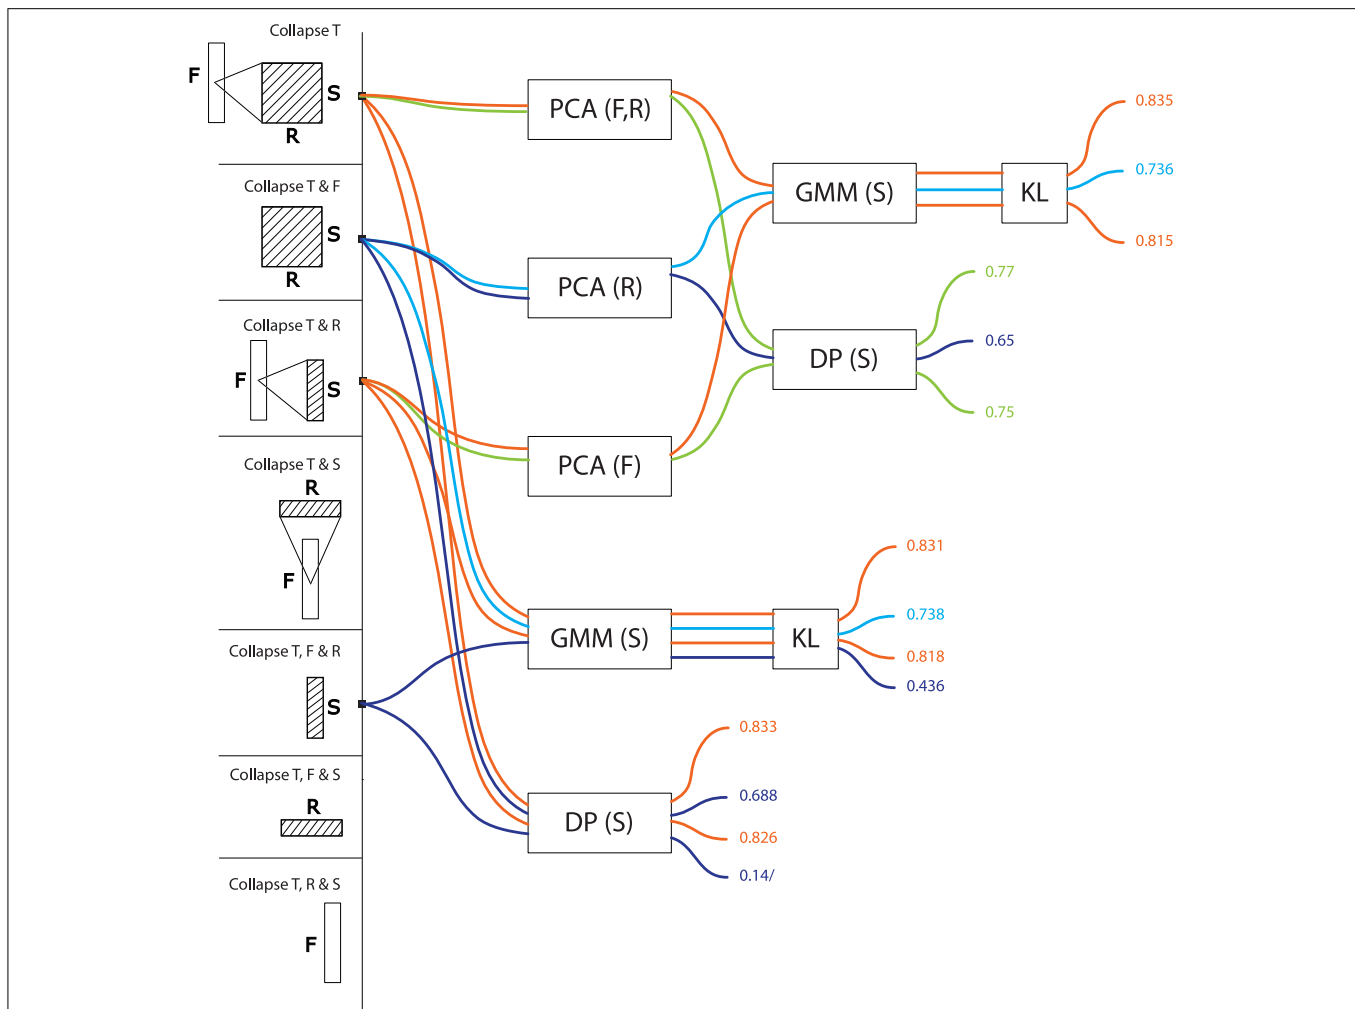 Collapse T
F
S
R
Collapse T & F
S
R
Collapse T & R
F
S
Collapse T & S
R
F
Collapse T, F & R
S
Collapse T, F & S
R
Collapse T, R & S
F
PCA (F,R)
PCA (R)
PCA (F)
GMM (S)
KL
0.835
0.736
0.815
DP (S)
0.77
0.65
0.75
GMM (S)
KL
0.831
0.738
0.818
0.436
DP (S)
0.833
0.688
0.826
0.14/